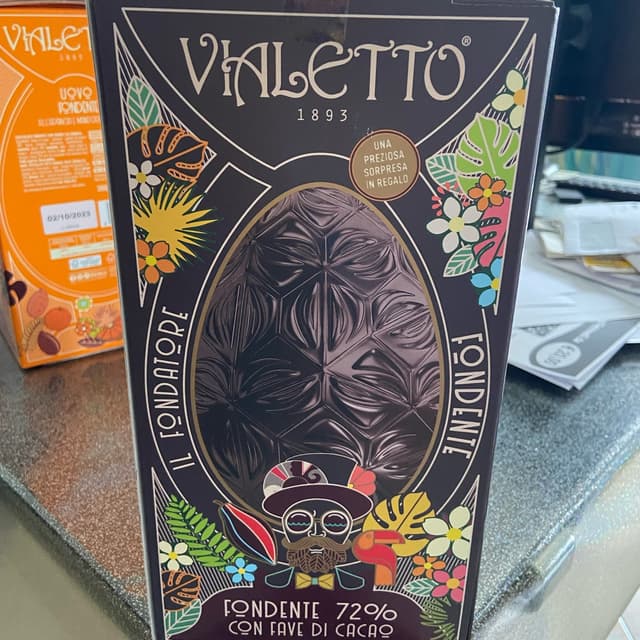 VIALETTO®
1893
UNA
PREZIOSA
SORPRESA
IN REGALO
IL FONDATORE
FONDENTE
FONDENTE 72%
CON FAVE DI CACAO
VIALET
1893
UOVO
FONDENTE
02/10/2023